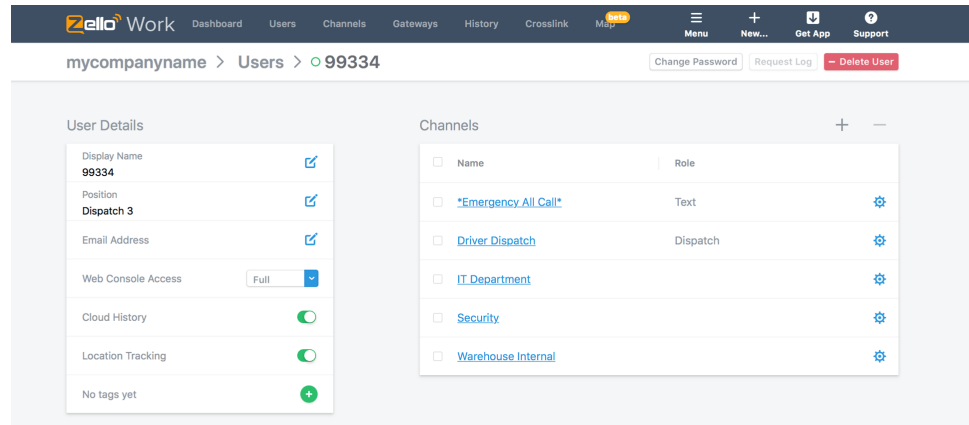 Zello Work Dashboard Users Channels Gateways History Crosslink Map beta Menu New... Get App Support
mycompanyname > Users > 99334 Change Password Request Log − Delete User
User Details
Display Name
99334
Position
Dispatch 3
Email Address
Web Console Access Full
Cloud History
Location Tracking
No tags yet
Channels
Name Role
*Emergency All Call* Text
Driver Dispatch Dispatch
IT Department
Security
Warehouse Internal